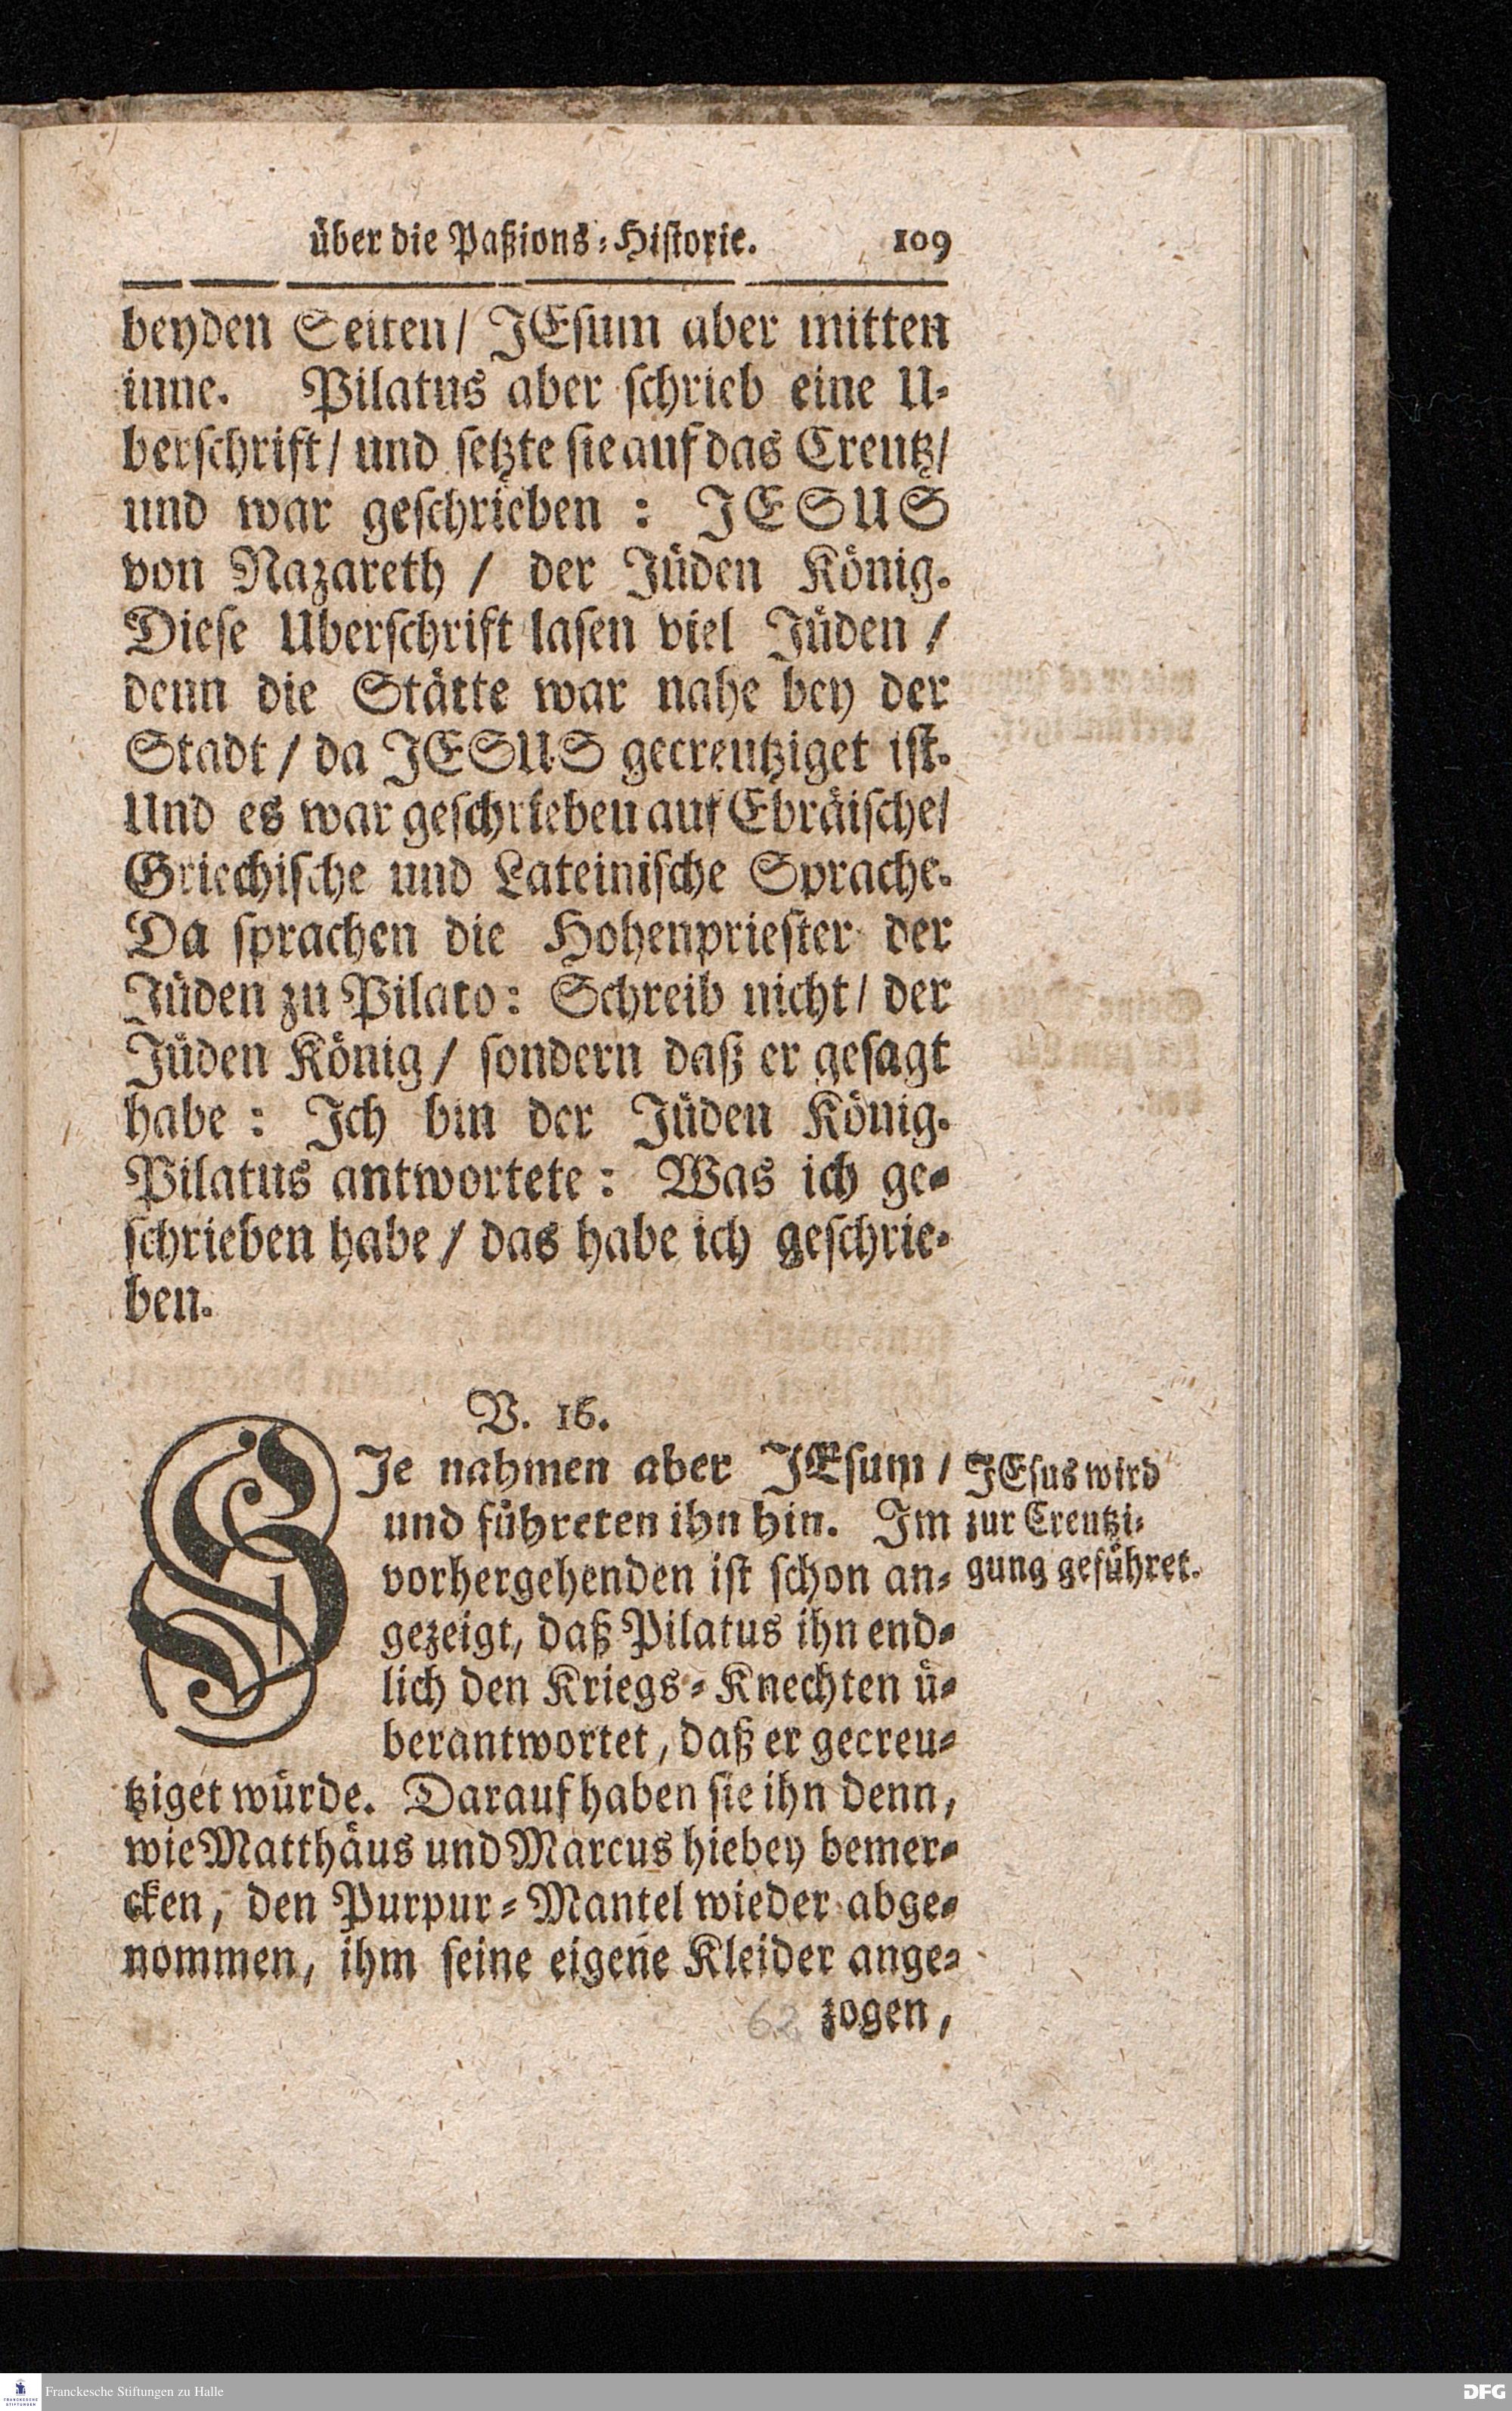 über die Paßions-Historie. 109
beyden Seiten/ JEsum aber mitten
inne. Pilatus aber schrieb eine U-
berschrift/ und setzte sie auf das Creutz/
und war geschrieben : JESUS
von Nazareth / der Jüden König.
Diese Uberschrift lasen viel Jüden /
denn die Stätte war nahe bey der
Stadt / da JESUS gecreutziget ist.
Und es war geschrieben auf Ebräische/
Griechische und Lateinische Sprache.
Da sprachen die Hohenpriester der
Jüden zu Pilato: Schreib nicht/ der
Jüden König/ sondern daß er gesagt
habe : Ich bin der Jüden König.
Pilatus antwortete: Was ich ge-
schrieben habe / das habe ich geschrie-
ben.
V. 16.
SJe nahmen aber JEsum /
und führeten ihn hin. Im
vorhergehenden ist schon an-
gezeigt, daß Pilatus ihn end-
lich den Kriegs-Knechten ü-
berantwortet, daß er gecreu-
tziget würde. Darauf haben sie ihn denn,
wie Matthäus und Marcus hiebey bemer-
cken, den Purpur-Mantel wieder abge-
nommen, ihm seine eigene Kleider ange-
62 zogen,
JEsus wird
zur Creutzi-
gung geführet.
FRANCKESCHE
STIFTUNGEN
Franckesche Stiftungen zu Halle
DFG